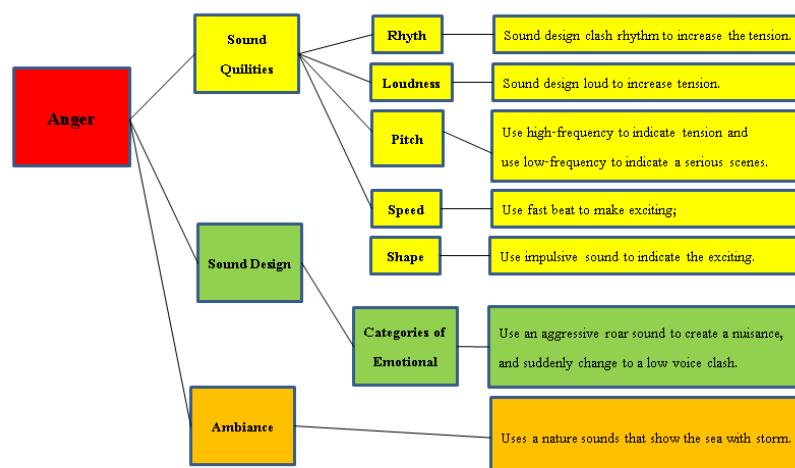 Anger
Sound
Quilities
Rhyth
Sound design clash rhythm to increase the tension.
Loudness
Sound design loud to increase tension.
Pitch
Use high-frequency to indicate tension and
use low-frequency to indicate a serious scenes.
Speed
Use fast beat to make exciting;
Shape
Use impulsive sound to indicate the exciting.
Sound Design
Categories of
Emotional
Use an aggressive roar sound to create a nuisance,
and suddenly change to a low voice clash.
Ambiance
Uses a nature sounds that show the sea with storm.